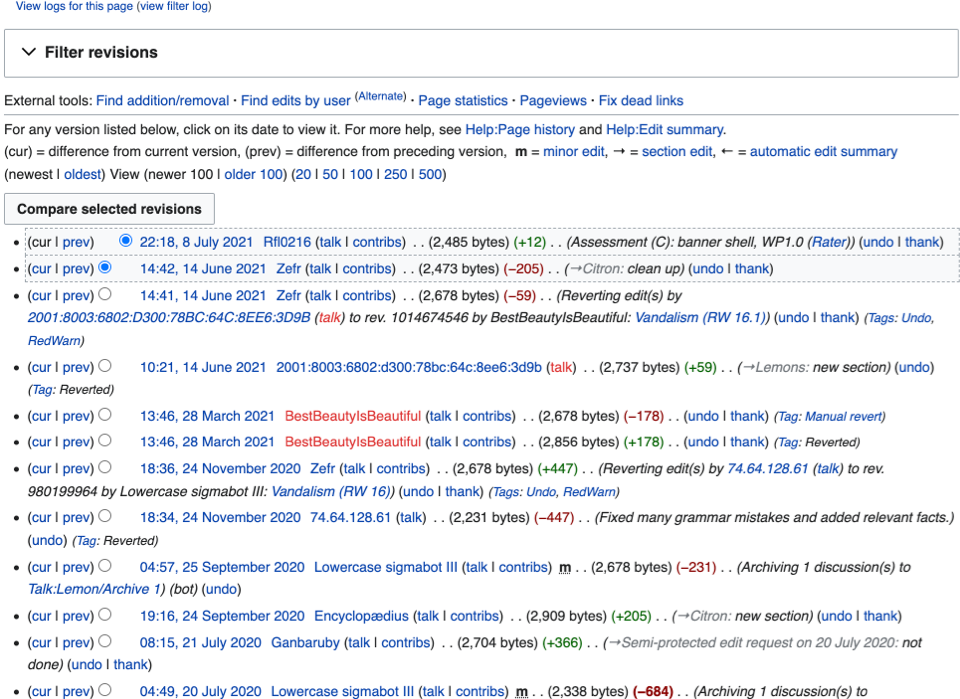 View logs for this page (view filter log)
Filter revisions
External tools: Find addition/removal · Find edits by user (Alternate) · Page statistics · Pageviews · Fix dead links
For any version listed below, click on its date to view it. For more help, see Help:Page history and Help:Edit summary.
(cur) = difference from current version, (prev) = difference from preceding version, m = minor edit, → = section edit, ← = automatic edit summary
(newest | oldest) View (newer 100 | older 100) (20 | 50 | 100 | 250 | 500)
Compare selected revisions
• (cur | prev) 22:18, 8 July 2021 Rfl0216 (talk | contribs) . . (2,485 bytes) (+12) . . (Assessment (C): banner shell, WP1.0 (Rater)) (undo | thank)
• (cur | prev) 14:42, 14 June 2021 Zefr (talk | contribs) . . (2,473 bytes) (−205) . . (→Citron: clean up) (undo | thank)
• (cur | prev) 14:41, 14 June 2021 Zefr (talk | contribs) . . (2,678 bytes) (−59) . . (Reverting edit(s) by
2001:8003:6802:D300:78BC:64C:8EE6:3D9B (talk) to rev. 1014674546 by BestBeautyIsBeautiful: Vandalism (RW 16.1)) (undo | thank) (Tags: Undo,
RedWarn)
• (cur | prev) 10:21, 14 June 2021 2001:8003:6802:d300:78bc:64c:8ee6:3d9b (talk) . . (2,737 bytes) (+59) . . (→Lemons: new section) (undo)
(Tag: Reverted)
• (cur | prev) 13:46, 28 March 2021 BestBeautyIsBeautiful (talk | contribs) . . (2,678 bytes) (−178) . . (undo | thank) (Tag: Manual revert)
• (cur | prev) 13:46, 28 March 2021 BestBeautyIsBeautiful (talk | contribs) . . (2,856 bytes) (+178) . . (undo | thank) (Tag: Reverted)
• (cur | prev) 18:36, 24 November 2020 Zefr (talk | contribs) . . (2,678 bytes) (+447) . . (Reverting edit(s) by 74.64.128.61 (talk) to rev.
980199964 by Lowercase sigmabot III: Vandalism (RW 16)) (undo | thank) (Tags: Undo, RedWarn)
• (cur | prev) 18:34, 24 November 2020 74.64.128.61 (talk) . . (2,231 bytes) (−447) . . (Fixed many grammar mistakes and added relevant facts.)
(undo) (Tag: Reverted)
• (cur | prev) 04:57, 25 September 2020 Lowercase sigmabot III (talk | contribs) m . . (2,678 bytes) (−231) . . (Archiving 1 discussion(s) to
Talk:Lemon/Archive 1) (bot) (undo)
• (cur | prev) 19:16, 24 September 2020 Encyclopædius (talk | contribs) . . (2,909 bytes) (+205) . . (→Citron: new section) (undo | thank)
• (cur | prev) 08:15, 21 July 2020 Ganbaruby (talk | contribs) . . (2,704 bytes) (+366) . . (→Semi-protected edit request on 20 July 2020: not
done) (undo | thank)
• (cur | prev) 04:49, 20 July 2020 Lowercase sigmabot III (talk | contribs) m . . (2,338 bytes) (−684) . . (Archiving 1 discussion(s) to